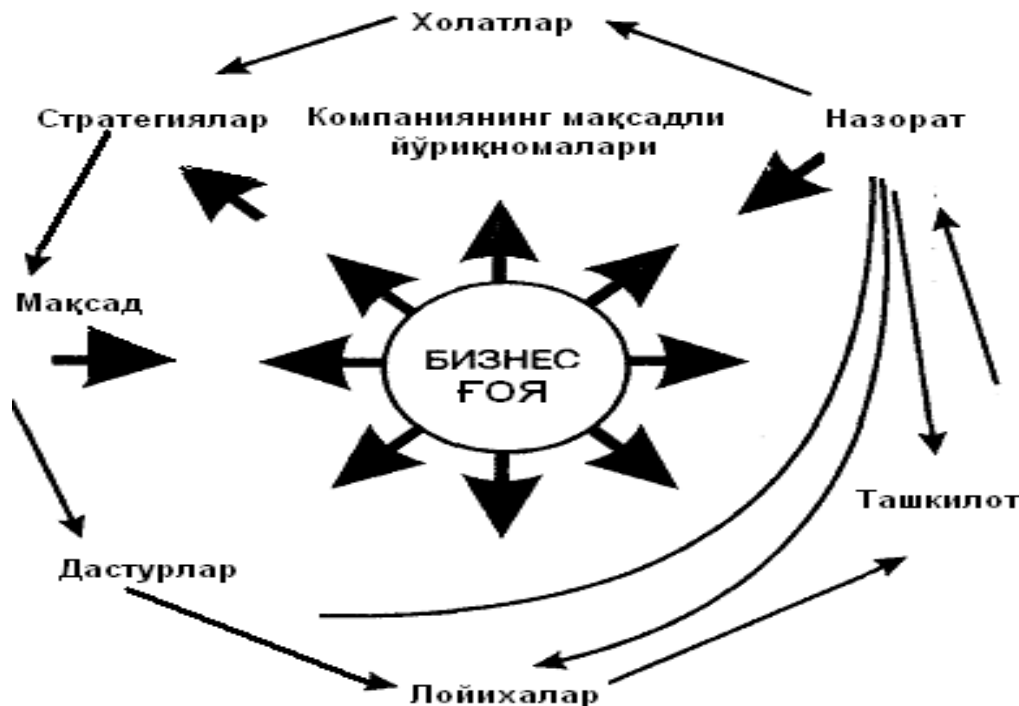 Холатлар
Стратегиялар
Компаниянинг мақсадли
йўриқномалари
Назорат
Мақсад
БИЗНЕС
ҒОЯ
Ташкилот
Дастурлар
Лойихалар